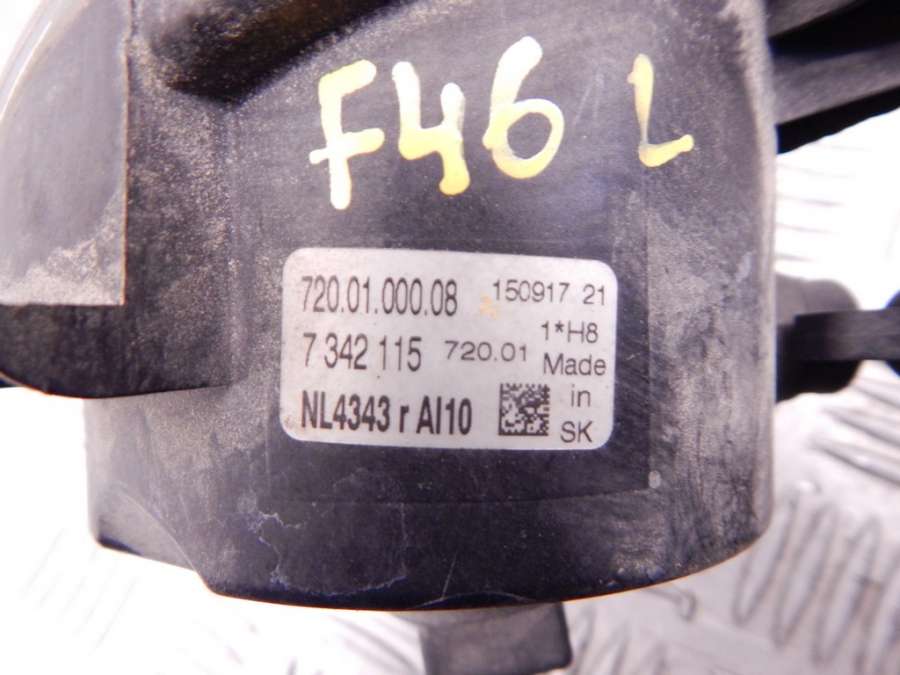 F46 L
720.01.000.08 150917 21
1*H8
7 342 115 720.01 Made
in
NL4343 r AI10 SK